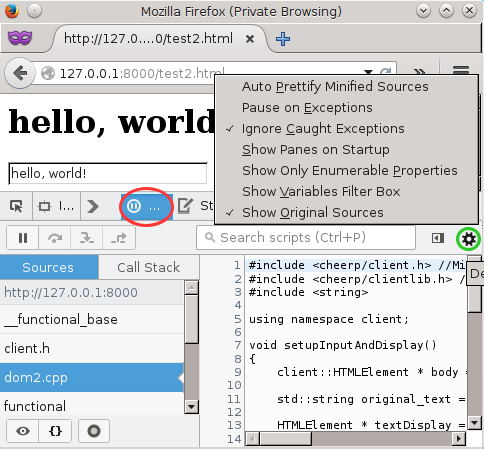 Mozilla Firefox (Private Browsing)
http://127.0....0/test2.html
127.0.0.1:8000/test2.html
Auto Prettify Minified Sources
Pause on Exceptions
Ignore Caught Exceptions
Show Panes on Startup
Show Only Enumerable Properties
Show Variables Filter Box
Show Original Sources
hello, world
hello, world!
I... ... St
Search scripts (Ctrl+P)
Sources Call Stack
http://127.0.0.1:8000
__functional_base
client.h
dom2.cpp
functional
{}
1 #include <cheerp/client.h> //Mi
2 #include <cheerp/clientlib.h> /
3 #include <string>
4
5 using namespace client;
6
7 void setupInputAndDisplay()
8 {
9 client::HTMLElement * body =
10
11 std::string original_text =
12
13 HTMLElement * textDisplay =
14
De